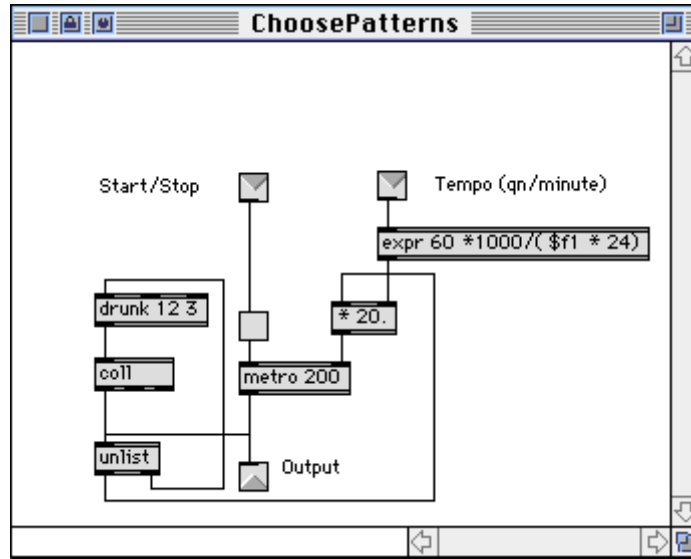 ChoosePatterns
Start/Stop
Tempo (qn/minute)
expr 60 *1000/( $f1 * 24)
drunk 12 3
* 20.
coll
metro 200
unlist
Output